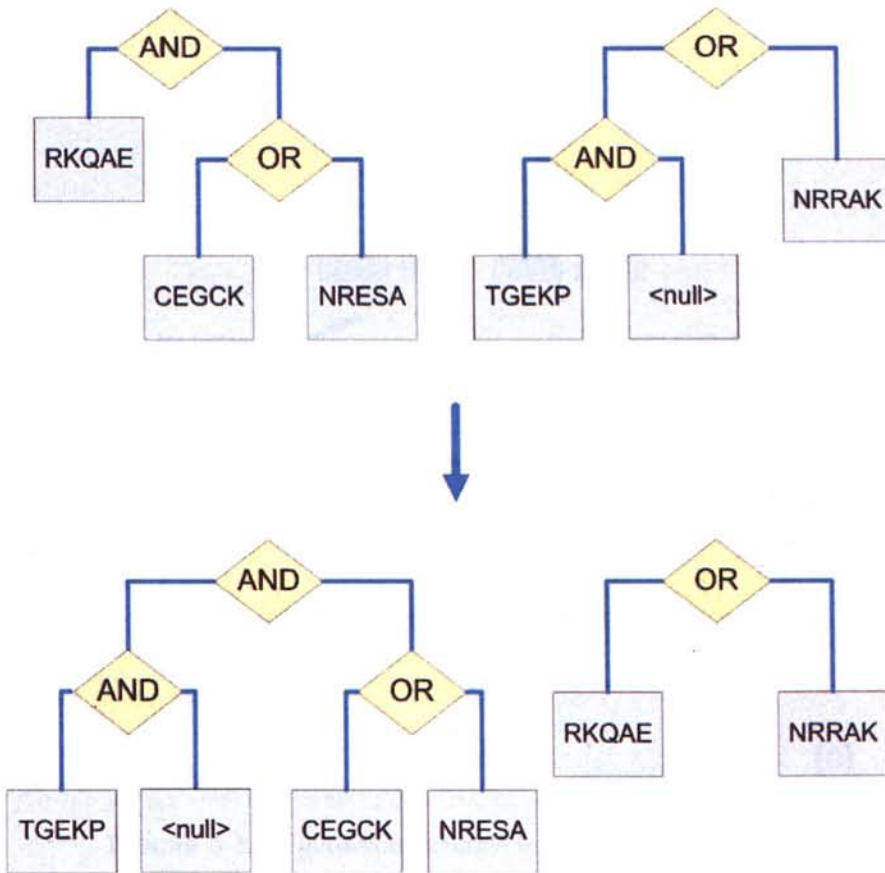 AND OR
RKQAE OR AND NRRAK
CEGCK NRESA TGEKP <null>
AND OR
AND OR RKQAE NRRAK
TGEKP <null> CEGCK NRESA